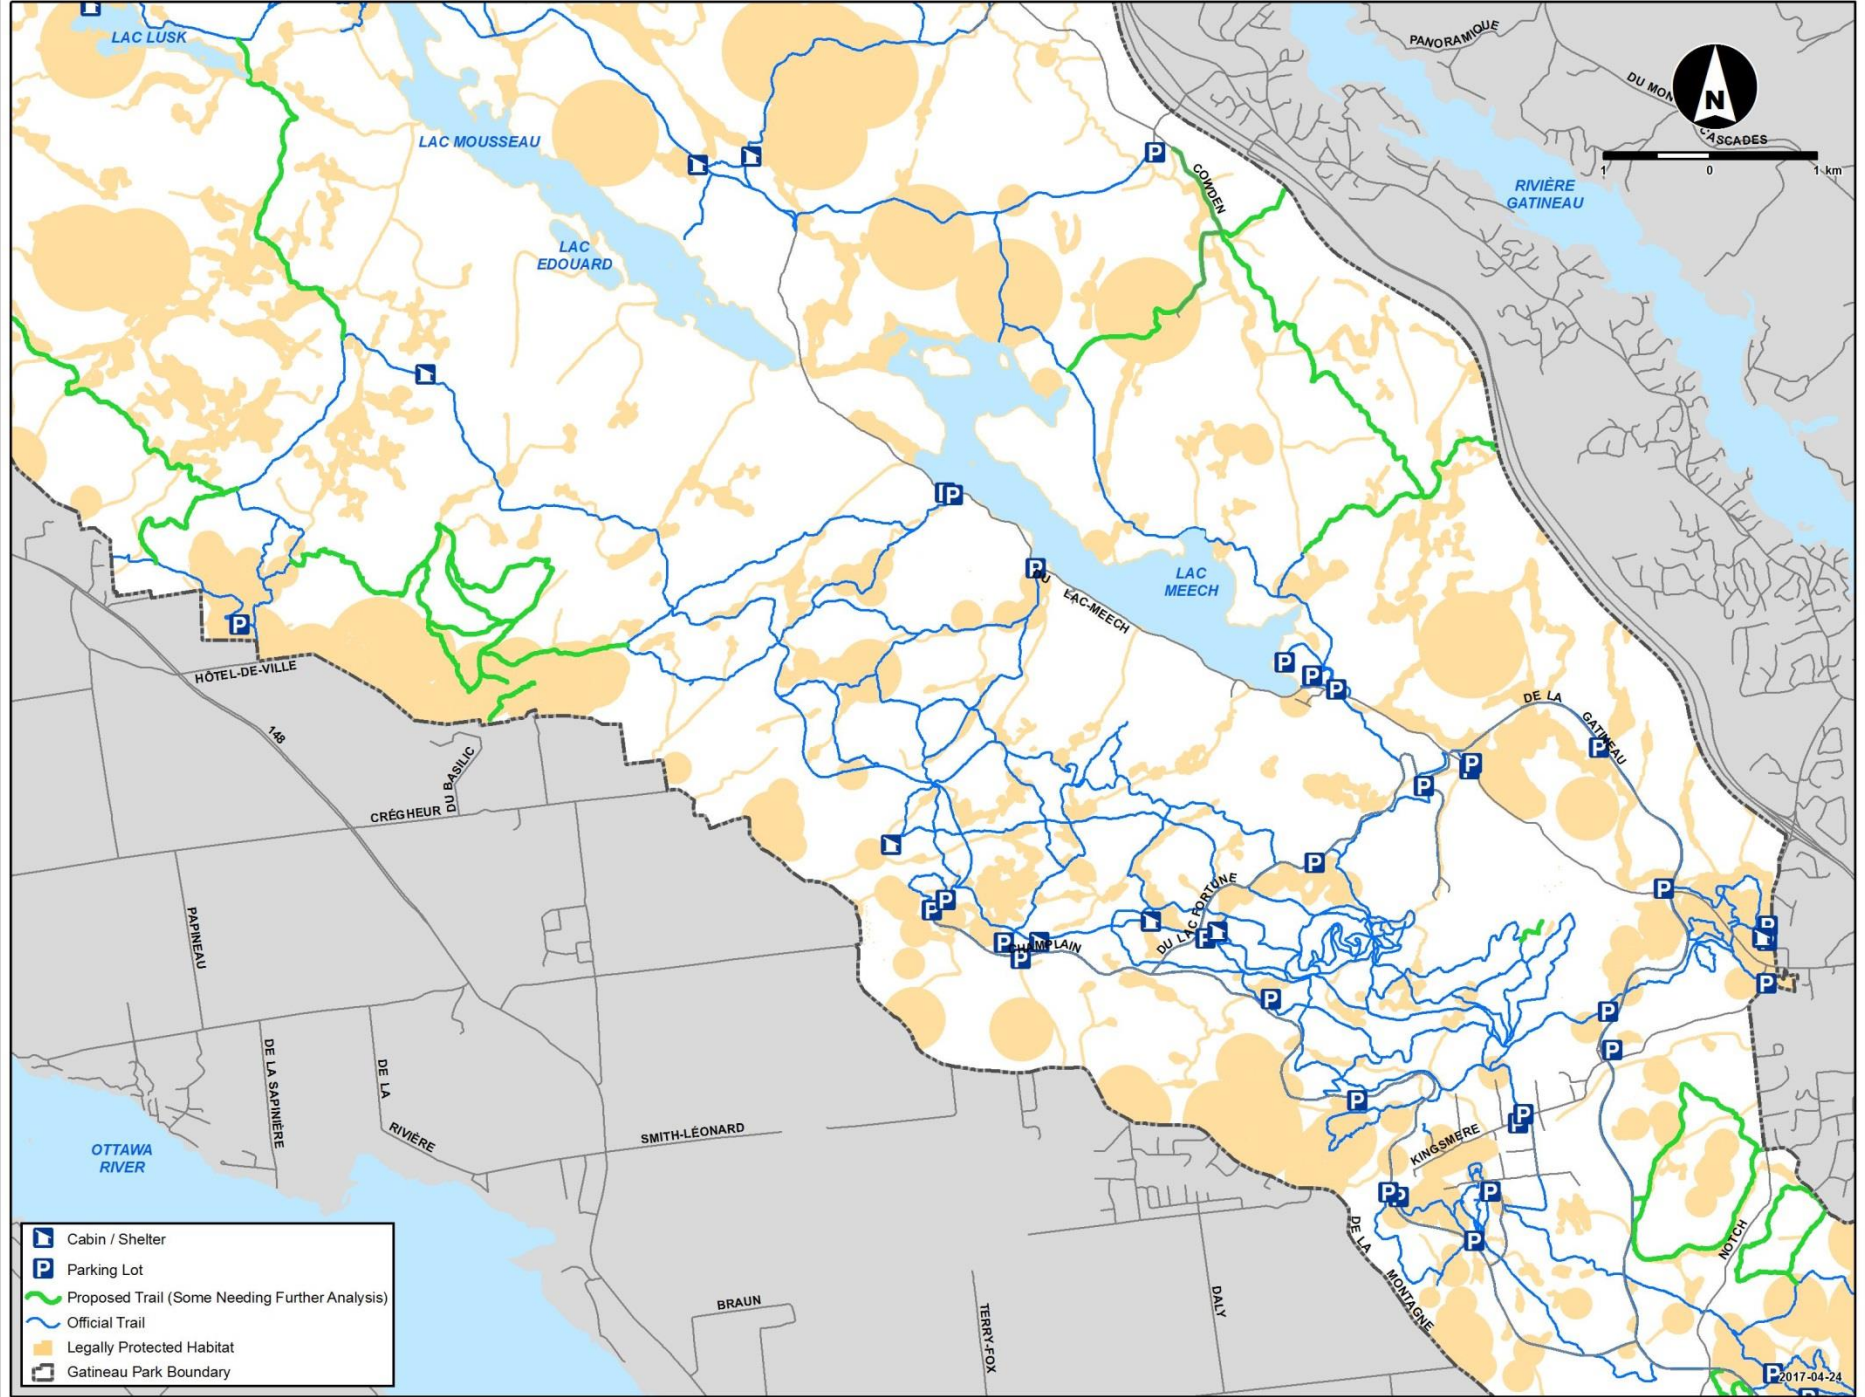 LAC LUSK
PANORAMIQUE
DU MON
CASCADES
N
1 0 1 km
LAC MOUSSEAU
COWDEN
RIVIÈRE
GATINEAU
LAC
EDOUARD
LAC
MEECH
DU
LAC-MEECH
HÔTEL-DE-VILLE
148
DE LA
GATINEAU
DU BASILIC
CRÉGHEUR
DU LAC FORTUNE
CHAMPLAIN
PAPINEAU
DE LA SAPINIÈRE
DE LA
RIVIÈRE
SMITH-LÉONARD
KINGSMERE
OTTAWA
RIVER
DE LA
MONTAGNE
NOTCH
BRAUN
TERRY-FOX
DALY
Cabin / Shelter
P Parking Lot
Proposed Trail (Some Needing Further Analysis)
Official Trail
Legally Protected Habitat
Gatineau Park Boundary
2017-04-24